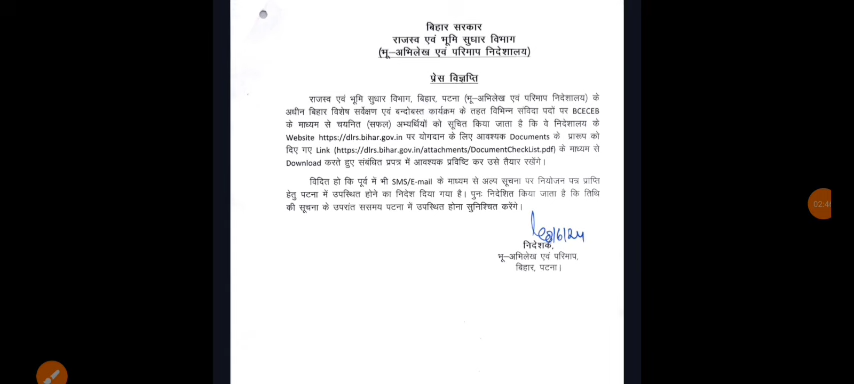 बिहार सरकार
राजस्व एवं भूमि सुधार विभाग
(भू-अभिलेख एवं परिमाप निदेशालय)
प्रेस विज्ञप्ति
राजस्व एवं भूमि सुधार विभाग, बिहार, पटना (भू-अभिलेख एवं परिमाप निदेशालय) के
अधीन बिहार विशेष सर्वेक्षण एवं बन्दोबस्त कार्यक्रम के तहत विभिन्न संविदा पदों पर BCECEB
के माध्यम से चयनित (सफल) अभ्यर्थियों को सूचित किया जाता है कि वे निदेशालय के
Website https://dlrs.bihar.gov.in पर योगदान के लिए आवश्यक Documents के प्रारूप को
दिए गए Link (https://dlrs.bihar.gov.in/attachments/DocumentCheckList.pdf) के माध्यम से
Download करते हुए संबंधित प्रपत्र में आवश्यक प्रविष्टि कर उसे तैयार रखेंगे।
विदित हो कि पूर्व में भी SMS/E-mail के माध्यम से अल्प सूचना पर नियोजन पत्र प्राप्ति
हेतु पटना में उपस्थित होने का निदेश दिया गया है। पुनः निदेशित किया जाता है कि तिथि
की सूचना के उपरांत ससमय पटना में उपस्थित होना सुनिश्चित करेंगे।
निदेशक,
भू-अभिलेख एवं परिमाप,
बिहार, पटना।